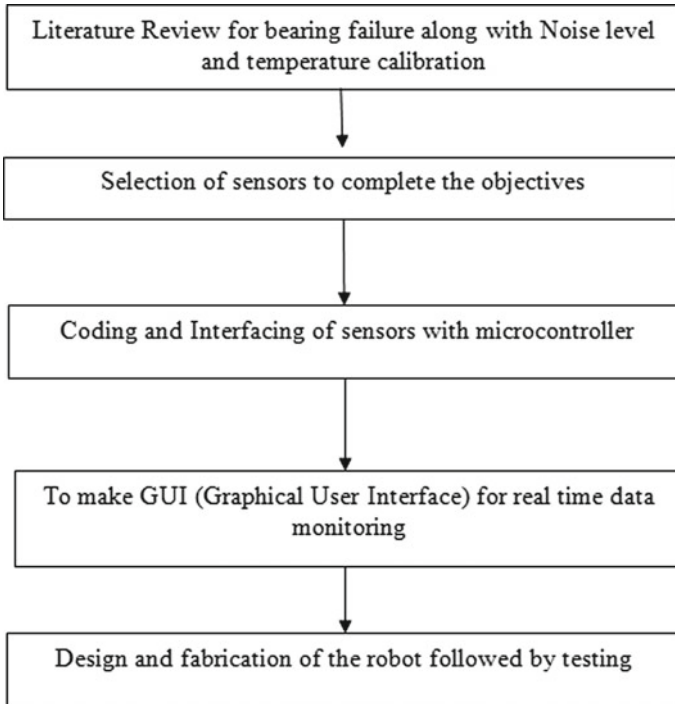 Literature Review for bearing failure along with Noise level
and temperature calibration
Selection of sensors to complete the objectives
Coding and Interfacing of sensors with microcontroller
To make GUI (Graphical User Interface) for real time data
monitoring
Design and fabrication of the robot followed by testing